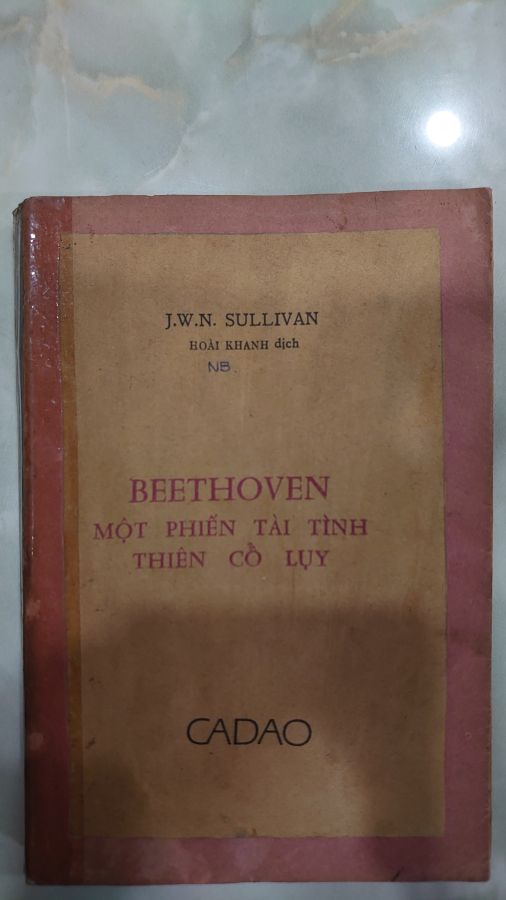 J.W.N. SULLIVAN
HOÀI KHANH dịch
NB.
BEETHOVEN
MỘT PHIẾN TÀI TÌNH
THIÊN CỔ LỤY
CADAO